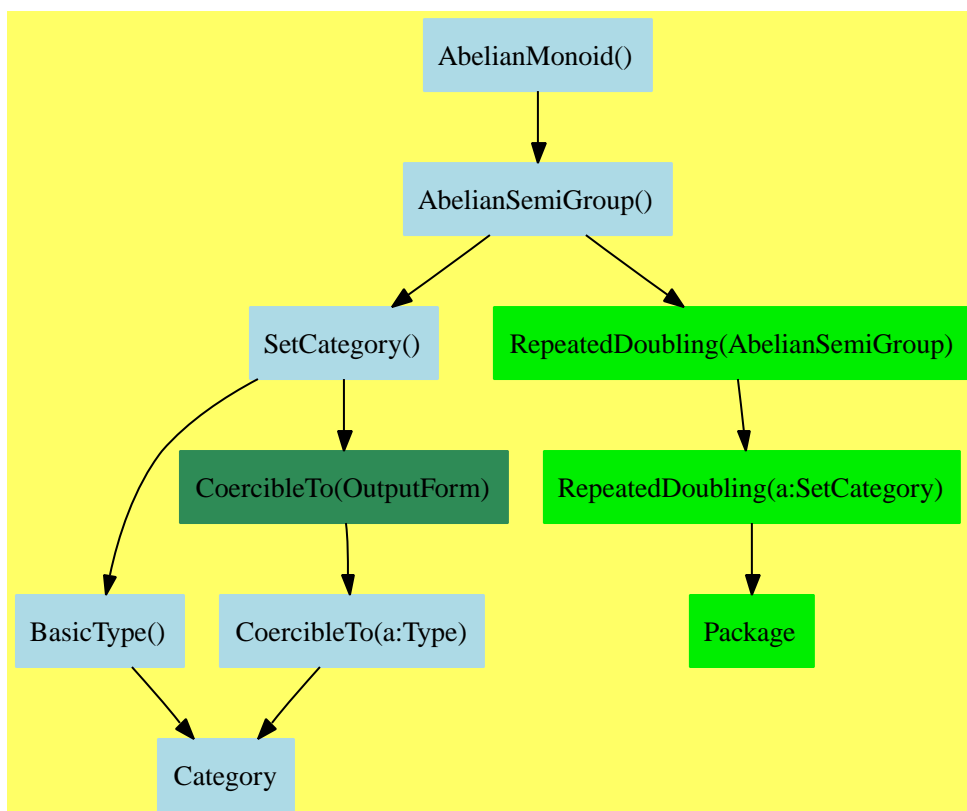 AbelianMonoid()
AbelianSemiGroup()
SetCategory()
RepeatedDoubling(AbelianSemiGroup)
CoercibleTo(OutputForm)
RepeatedDoubling(a:SetCategory)
BasicType()
CoercibleTo(a:Type)
Package
Category